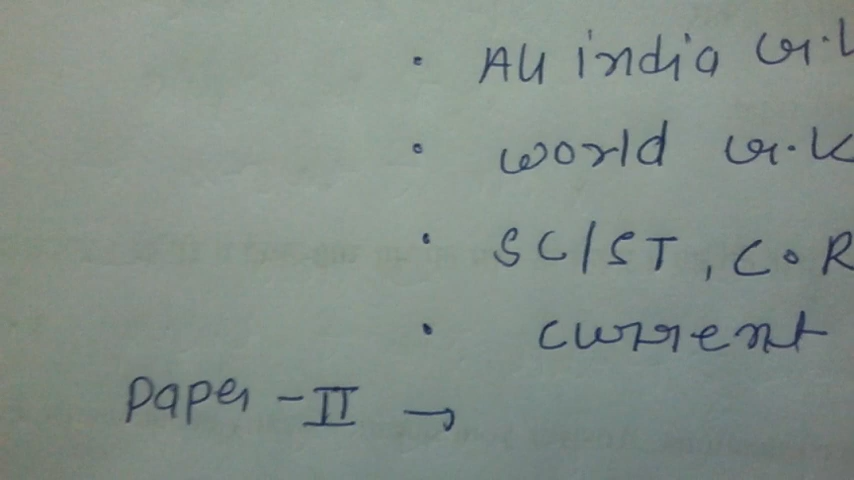 • All india G.K
• world G.K
• SC/ST, C.R
• current
Paper -II →